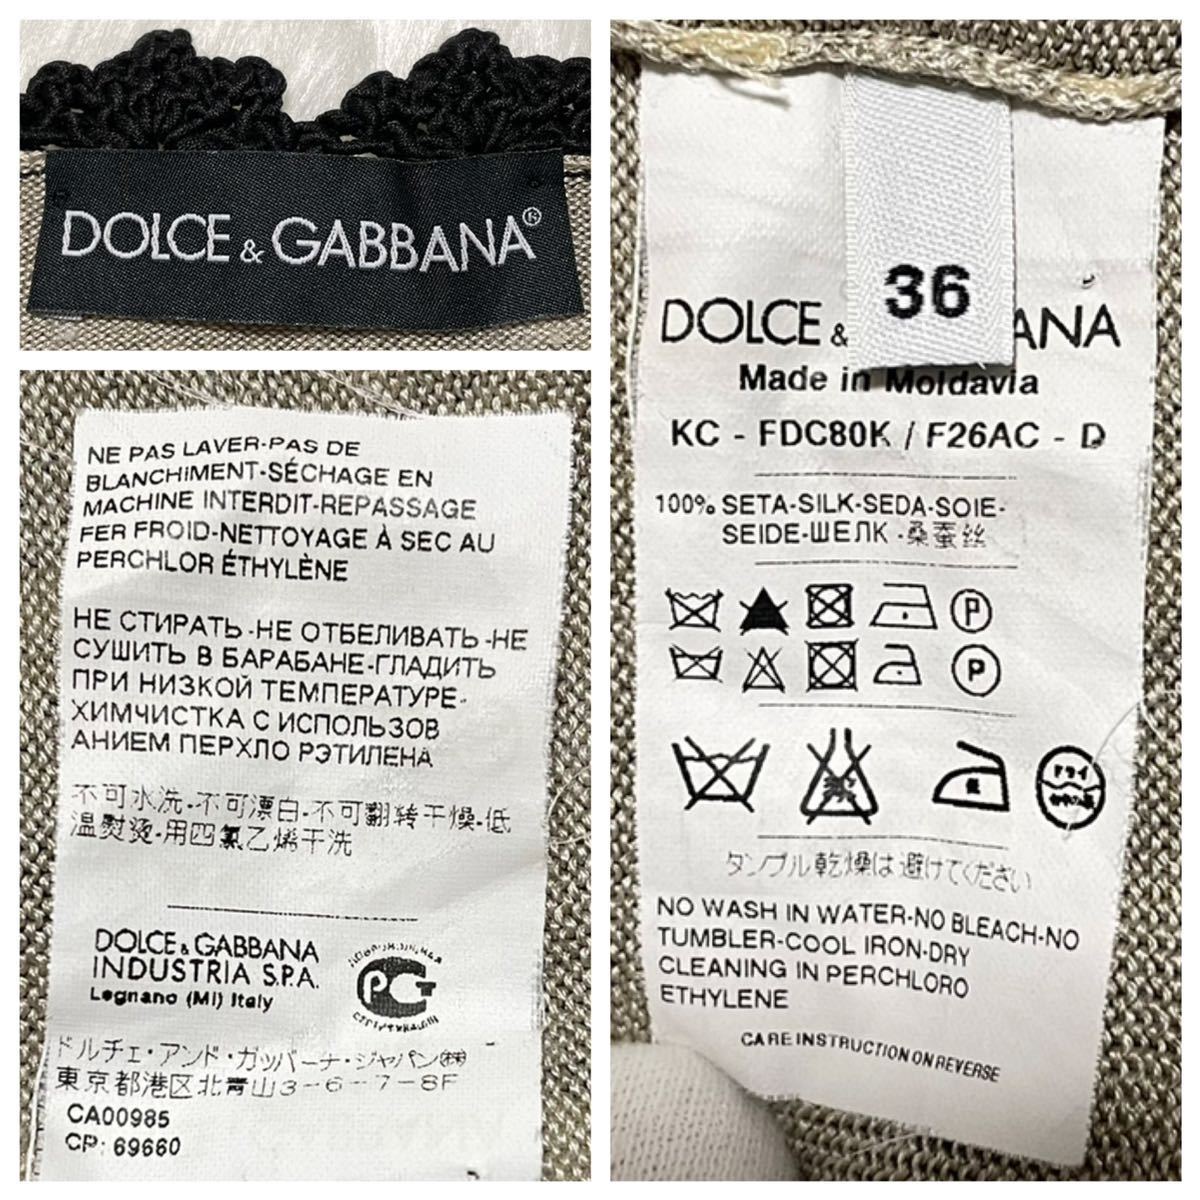 DOLCE & GABBANA®
NE PAS LAVER-PAS DE
BLANCHIMENT-SÉCHAGE EN
MACHINE INTERDIT-REPASSAGE
FER FROID-NETTOYAGE À SEC AU
PERCHLOR ÉTHYLÈNE
НЕ СТИРАТЬ-НЕ ОТБЕЛИВАТЬ-НЕ
СУШИТЬ В БАРАБАНЕ-ГЛАДИТЬ
ПРИ НИЗКОЙ ТЕМПЕРАТУРЕ-
ХИМЧИСТКА С ИСПОЛЬЗОВ
АНИЕМ ПЕРХЛО РЭТИЛЕНА
不可水洗-不可漂白-不可翻转干燥-低
温熨烫-用四氯乙烯干洗
DOLCE & GABBANA
INDUSTRIA S.P.A.
Legnano (MI) Italy
ドルチェ・アンド・ガッバーナ・ジャパン㈱
東京都港区北青山3-6-7-8F
CA00985
CP: 69660
36
DOLCE & BANA
Made in Moldavia
KC - FDC80K / F26AC - D
100% SETA-SILK-SEDA-SOIE-
SEIDE-ШЕЛК-桑蚕丝
P
P
ドライ
タンブル乾燥は避けてください
NO WASH IN WATER-NO BLEACH-NO
TUMBLER-COOL IRON-DRY
CLEANING IN PERCHLORO
ETHYLENE
CARE INSTRUCTION ON REVERSE